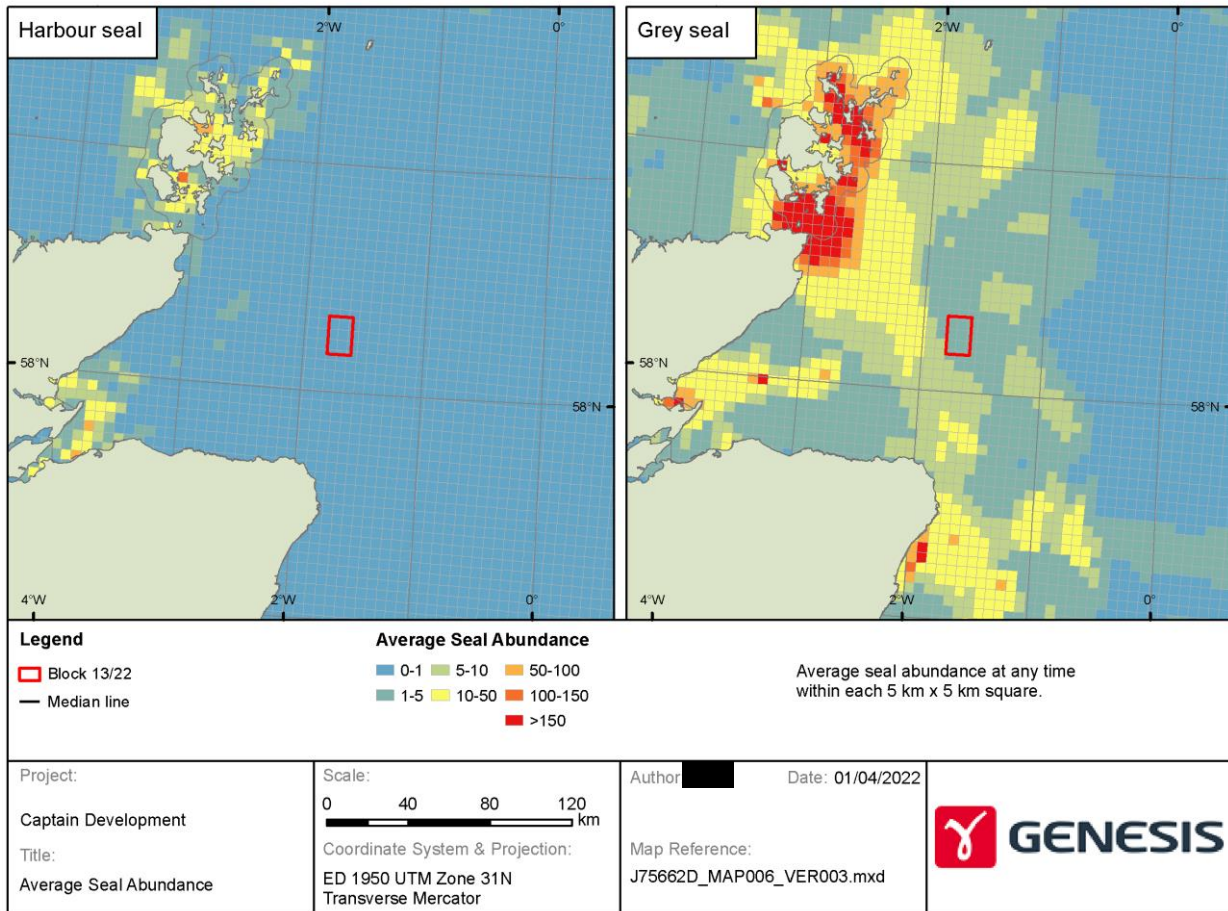 Harbour seal
2°W
0°
58°N
58°N
4°W
2°W
0°
Grey seal
2°W
0°
58°N
58°N
4°W
2°W
0°
Legend
Block 13/22
Median line
Average Seal Abundance
0-1
5-10
50-100
1-5
10-50
100-150
>150
Average seal abundance at any time
within each 5 km x 5 km square.
Project:
Captain Development
Title:
Average Seal Abundance
Scale:
0 40 80 120
km
Coordinate System & Projection:
ED 1950 UTM Zone 31N
Transverse Mercator
Author
Date: 01/04/2022
Map Reference:
J75662D_MAP006_VER003.mxd
GENESIS